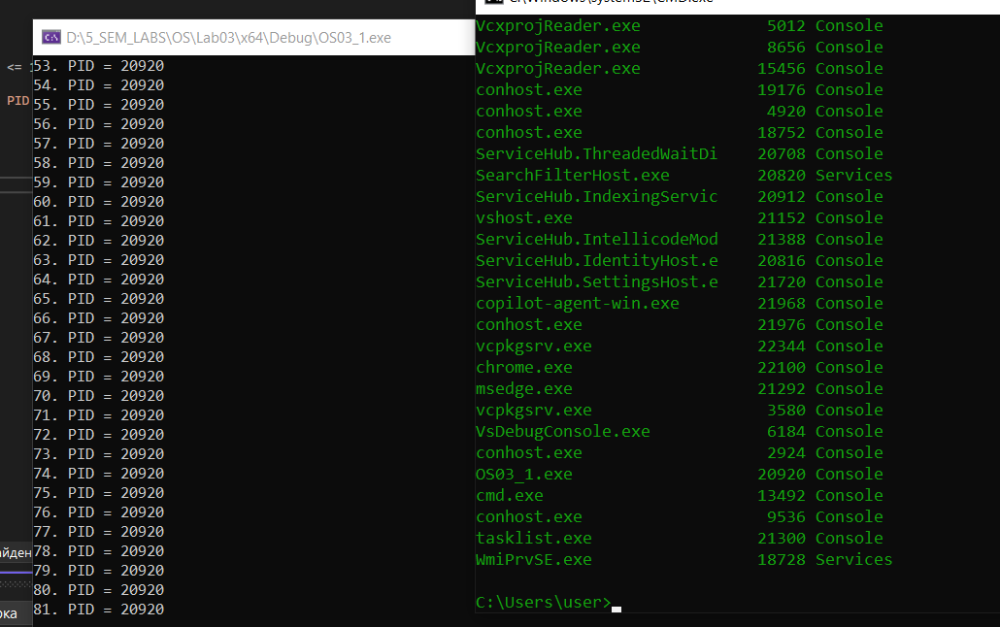 D:\5_SEM_LABS\OS\Lab03\x64\Debug\OS03_1.exe
<=
PID
йден
рка
53. PID = 20920
54. PID = 20920
55. PID = 20920
56. PID = 20920
57. PID = 20920
58. PID = 20920
59. PID = 20920
60. PID = 20920
61. PID = 20920
62. PID = 20920
63. PID = 20920
64. PID = 20920
65. PID = 20920
66. PID = 20920
67. PID = 20920
68. PID = 20920
69. PID = 20920
70. PID = 20920
71. PID = 20920
72. PID = 20920
73. PID = 20920
74. PID = 20920
75. PID = 20920
76. PID = 20920
77. PID = 20920
78. PID = 20920
79. PID = 20920
80. PID = 20920
81. PID = 20920
C:\Windows\systemSE\CMD.exe
VcxprojReader.exe 5012 Console
VcxprojReader.exe 8656 Console
VcxprojReader.exe 15456 Console
conhost.exe 19176 Console
conhost.exe 4920 Console
conhost.exe 18752 Console
ServiceHub.ThreadedWaitDi 20708 Console
SearchFilterHost.exe 20820 Services
ServiceHub.IndexingServic 20912 Console
vshost.exe 21152 Console
ServiceHub.IntellicodeMod 21388 Console
ServiceHub.IdentityHost.e 20816 Console
ServiceHub.SettingsHost.e 21720 Console
copilot-agent-win.exe 21968 Console
conhost.exe 21976 Console
vcpkgsrv.exe 22344 Console
chrome.exe 22100 Console
msedge.exe 21292 Console
vcpkgsrv.exe 3580 Console
VsDebugConsole.exe 6184 Console
conhost.exe 2924 Console
OS03_1.exe 20920 Console
cmd.exe 13492 Console
conhost.exe 9536 Console
tasklist.exe 21300 Console
WmiPrvSE.exe 18728 Services
C:\Users\user>